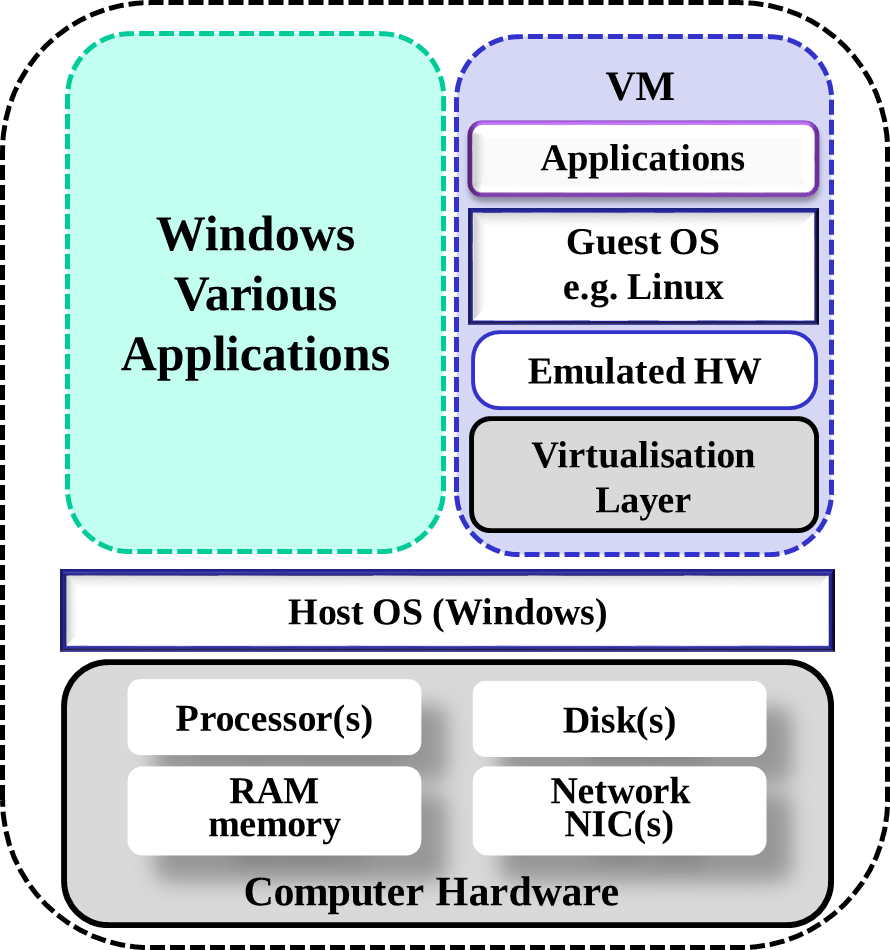 Windows
Various
Applications
VM
Applications
Guest OS
e.g. Linux
Emulated HW
Virtualisation
Layer
Host OS (Windows)
Processor(s)
Disk(s)
RAM
memory
Network
NIC(s)
Computer Hardware